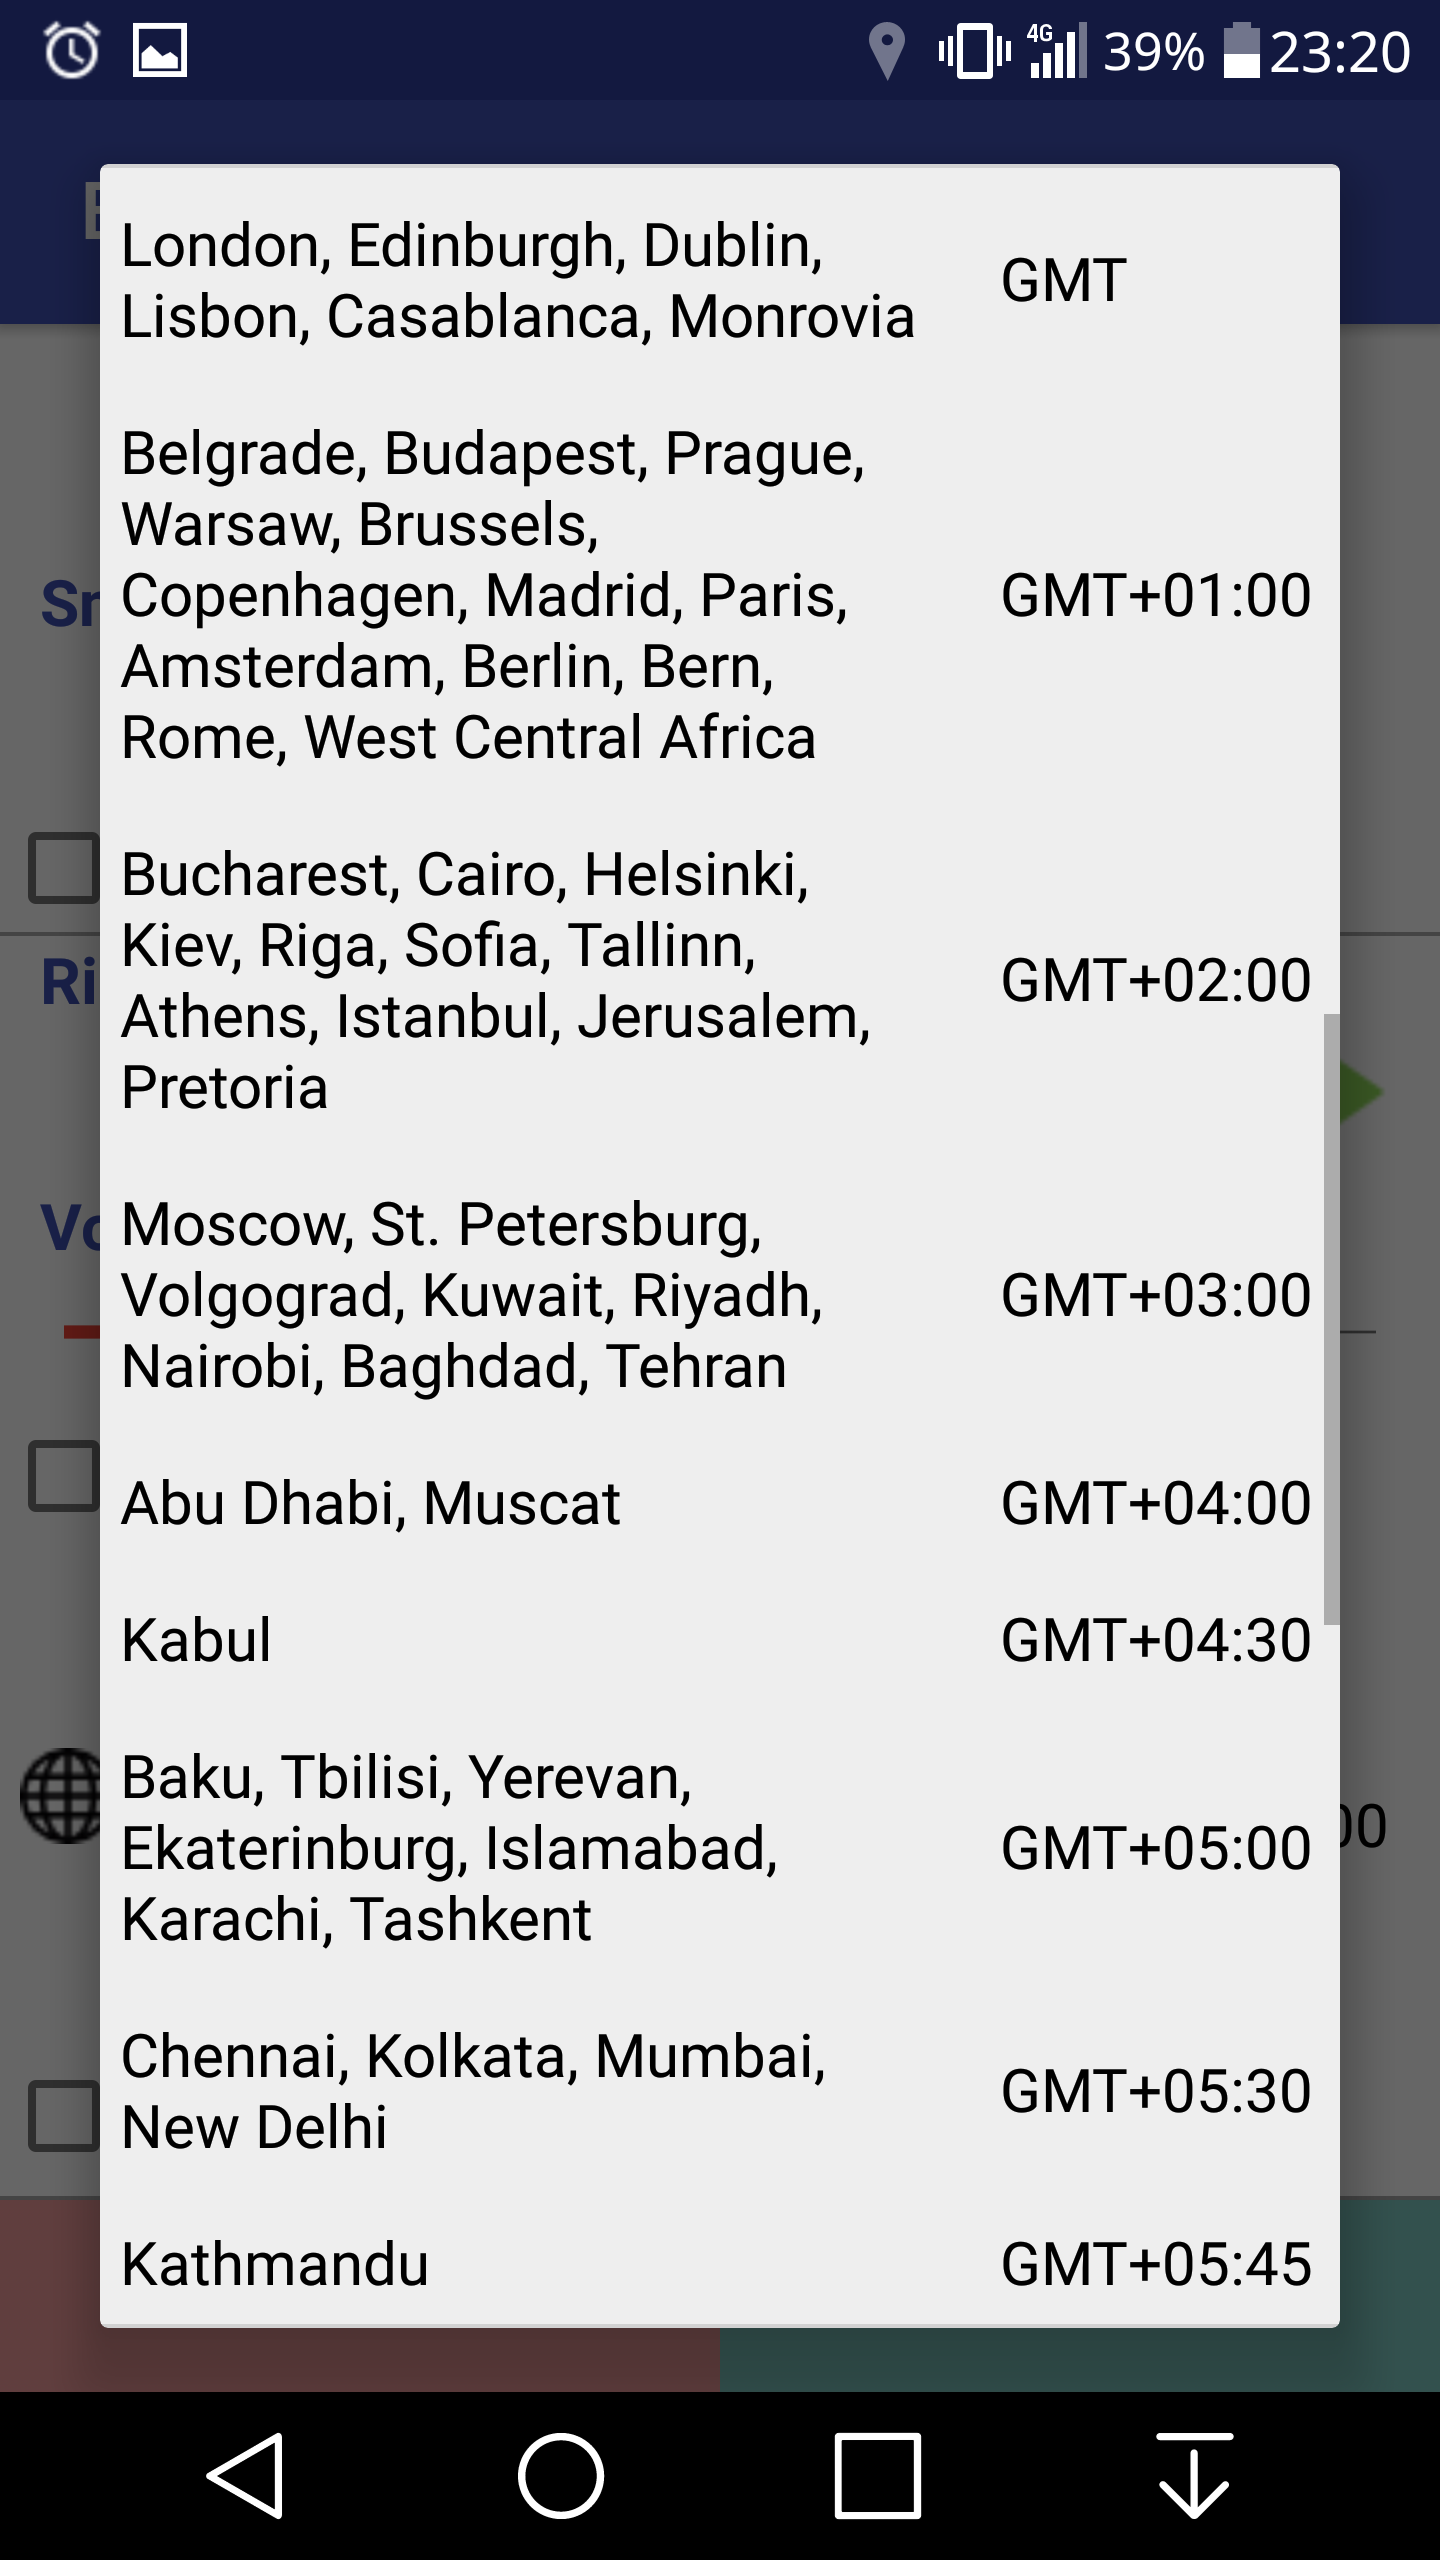 4G 39% 23:20
London, Edinburgh, Dublin,
Lisbon, Casablanca, Monrovia
GMT
Belgrade, Budapest, Prague,
Warsaw, Brussels,
Copenhagen, Madrid, Paris,
Amsterdam, Berlin, Bern,
Rome, West Central Africa
GMT+01:00
Bucharest, Cairo, Helsinki,
Kiev, Riga, Sofia, Tallinn,
Athens, Istanbul, Jerusalem,
Pretoria
GMT+02:00
Moscow, St. Petersburg,
Volgograd, Kuwait, Riyadh,
Nairobi, Baghdad, Tehran
GMT+03:00
Abu Dhabi, Muscat
GMT+04:00
Kabul
GMT+04:30
Baku, Tbilisi, Yerevan,
Ekaterinburg, Islamabad,
Karachi, Tashkent
GMT+05:00
Chennai, Kolkata, Mumbai,
New Delhi
GMT+05:30
Kathmandu
GMT+05:45